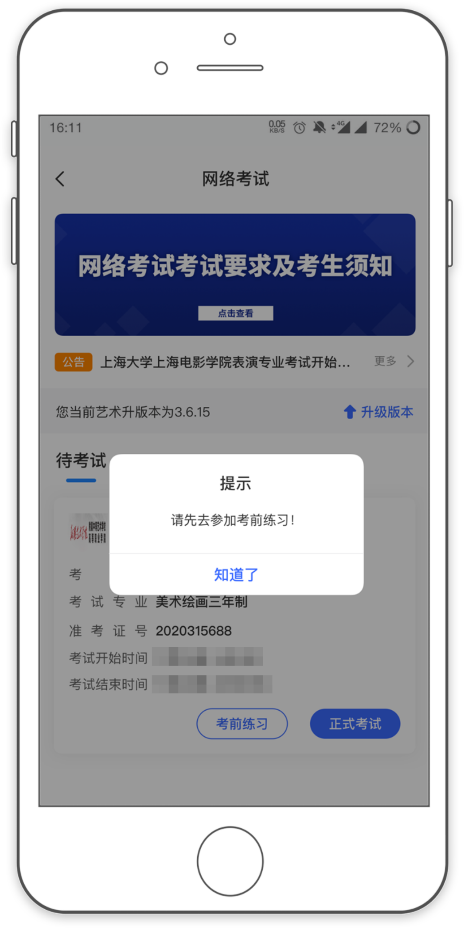 16:11
0.05
KB/S
4G
72%
网络考试
网络考试考试要求及考生须知
点击查看
公告 上海大学上海电影学院表演专业考试开始... 更多
您当前艺术升版本为3.6.15 升级版本
待考试
提示
请先去参加考前练习！
知道了
考
考试专业 美术绘画三年制
准考证号 2020315688
考试开始时间
考试结束时间
考前练习 正式考试